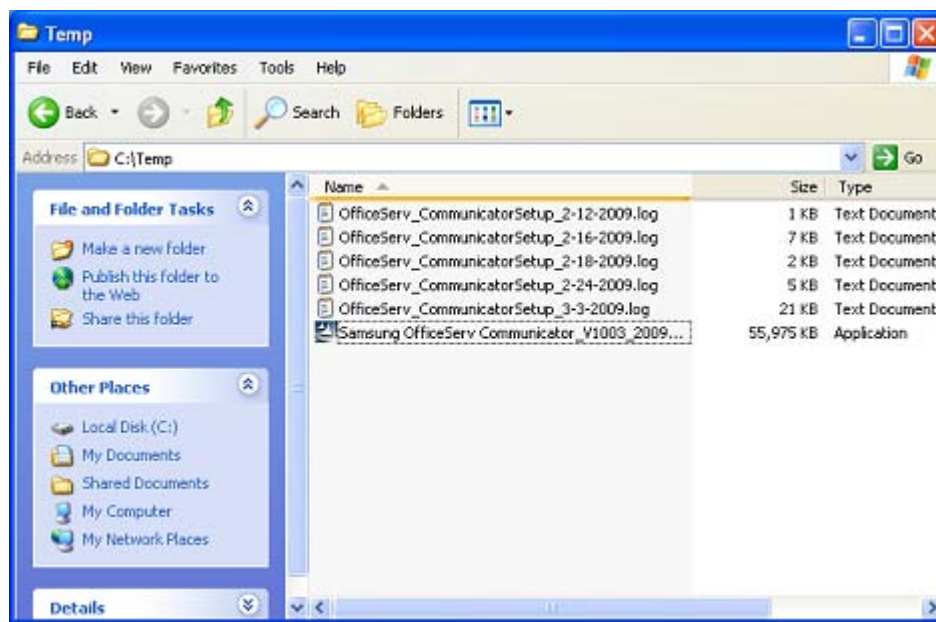 Temp
File Edit View Favorites Tools Help
Back Search Folders
Address C:\Temp Go
File and Folder Tasks
Make a new folder
Publish this folder to
the Web
Share this folder
Other Places
Local Disk (C:)
My Documents
Shared Documents
My Computer
My Network Places
Details
Name Size Type
OfficeServ_CommunicatorSetup_2-12-2009.log 1 KB Text Document
OfficeServ_CommunicatorSetup_2-16-2009.log 7 KB Text Document
OfficeServ_CommunicatorSetup_2-18-2009.log 2 KB Text Document
OfficeServ_CommunicatorSetup_2-24-2009.log 5 KB Text Document
OfficeServ_CommunicatorSetup_3-3-2009.log 21 KB Text Document
Samsung OfficeServ Communicator_V1003_2009... 55,975 KB Application